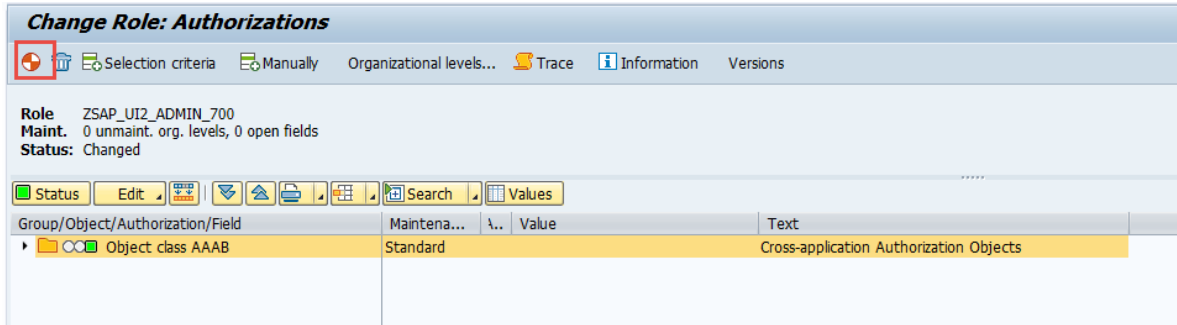 Change Role: Authorizations
Selection criteria Manually Organizational levels... Trace Information Versions
Role ZSAP_UI2_ADMIN_700
Maint. 0 unmaint. org. levels, 0 open fields
Status: Changed
Status Edit Search Values
Group/Object/Authorization/Field Maintena... Value Text
Object class AAAB Standard Cross-application Authorization Objects